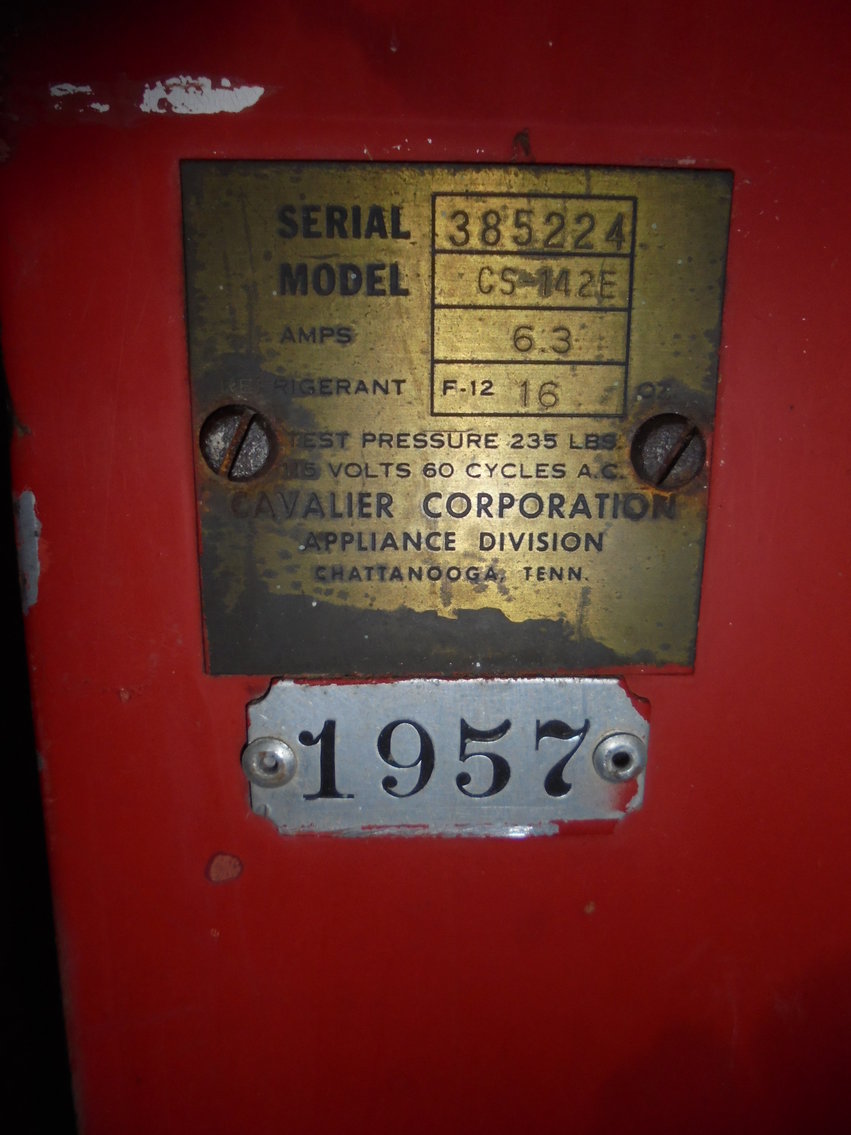 SERIAL 385224
MODEL CS-142E
AMPS 6.3
REFRIGERANT F-12 16 OZ.
TEST PRESSURE 235 LBS.
115 VOLTS 60 CYCLES A.C.
CAVALIER CORPORATION
APPLIANCE DIVISION
CHATTANOOGA, TENN.
1957